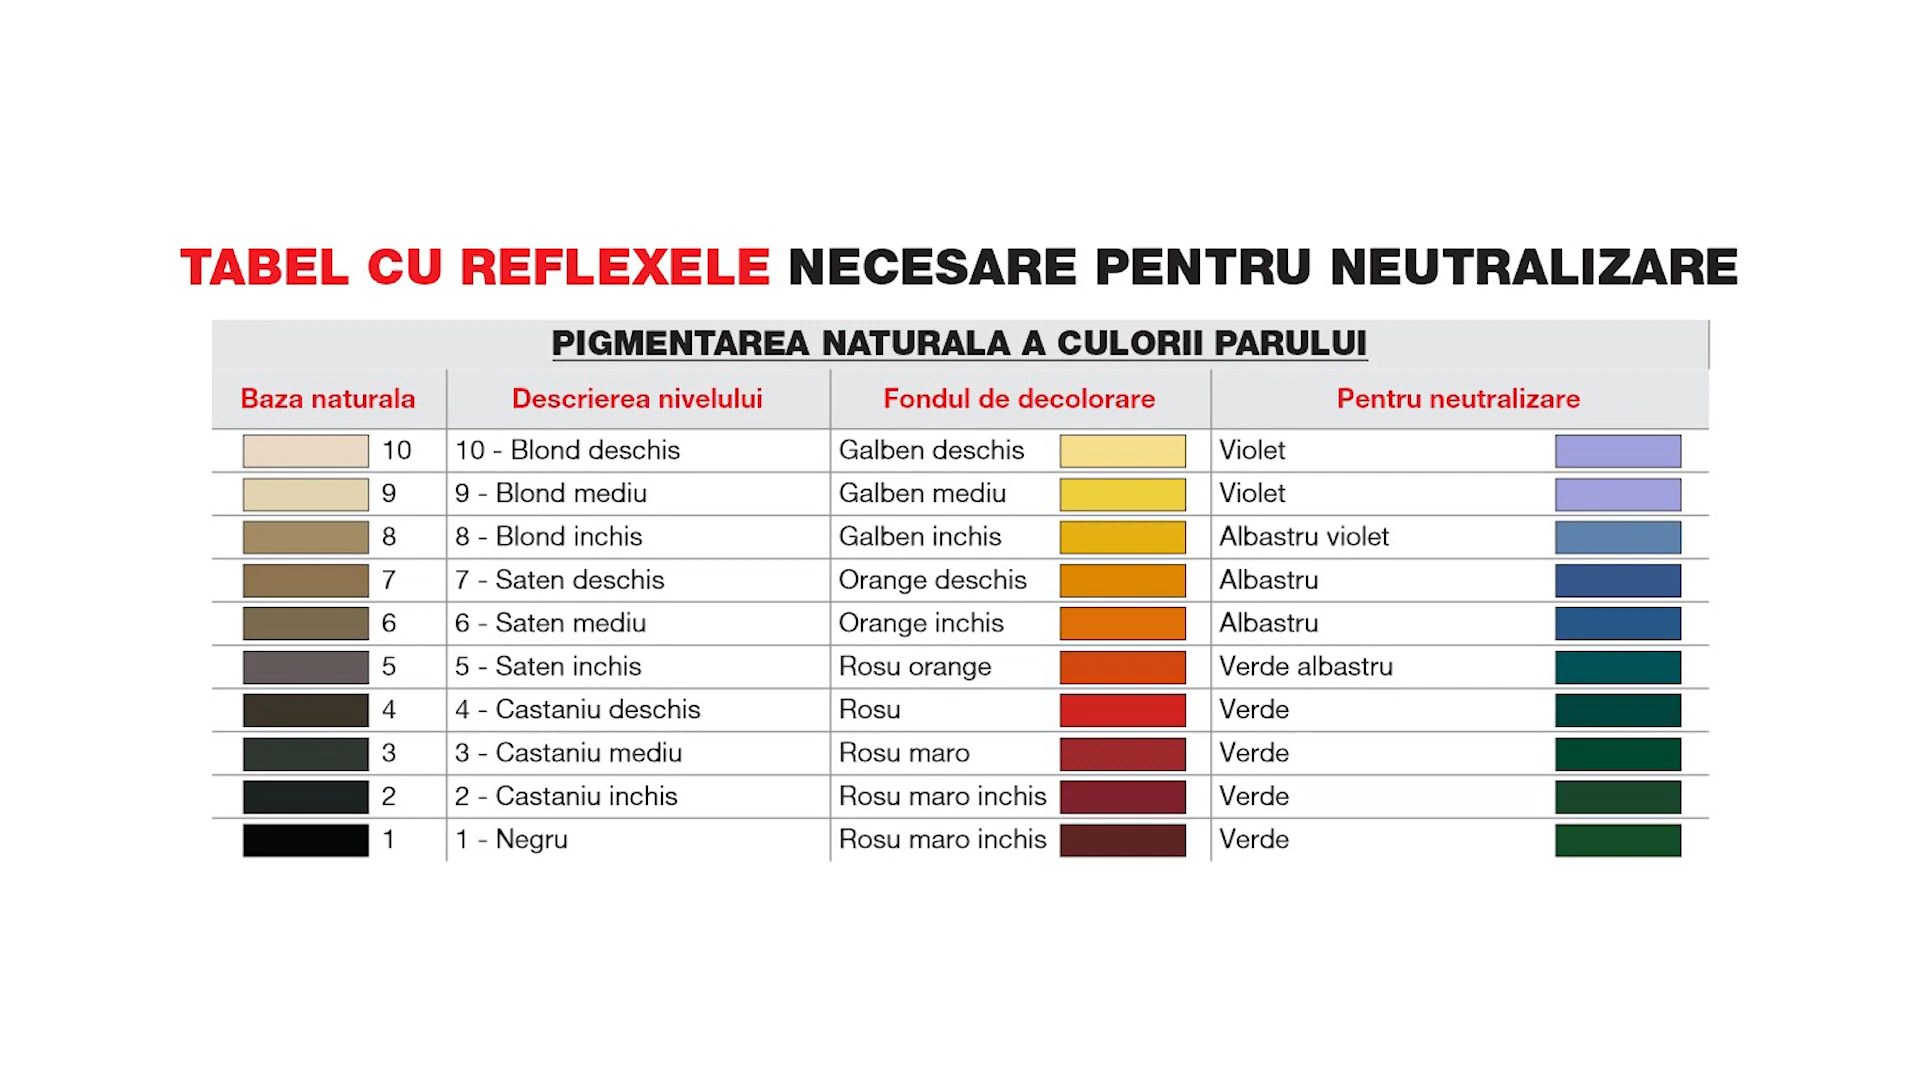 TABEL CU REFLEXELE NECESARE PENTRU NEUTRALIZARE
PIGMENTAREA NATURALA A CULORII PARULUI
Baza naturala Descrierea nivelului Fondul de decolorare Pentru neutralizare
10 10 - Blond deschis Galben deschis Violet
9 9 - Blond mediu Galben mediu Violet
8 8 - Blond inchis Galben inchis Albastru violet
7 7 - Saten deschis Orange deschis Albastru
6 6 - Saten mediu Orange inchis Albastru
5 5 - Saten inchis Rosu orange Verde albastru
4 4 - Castaniu deschis Rosu Verde
3 3 - Castaniu mediu Rosu maro Verde
2 2 - Castaniu inchis Rosu maro inchis Verde
1 1 - Negru Rosu maro inchis Verde